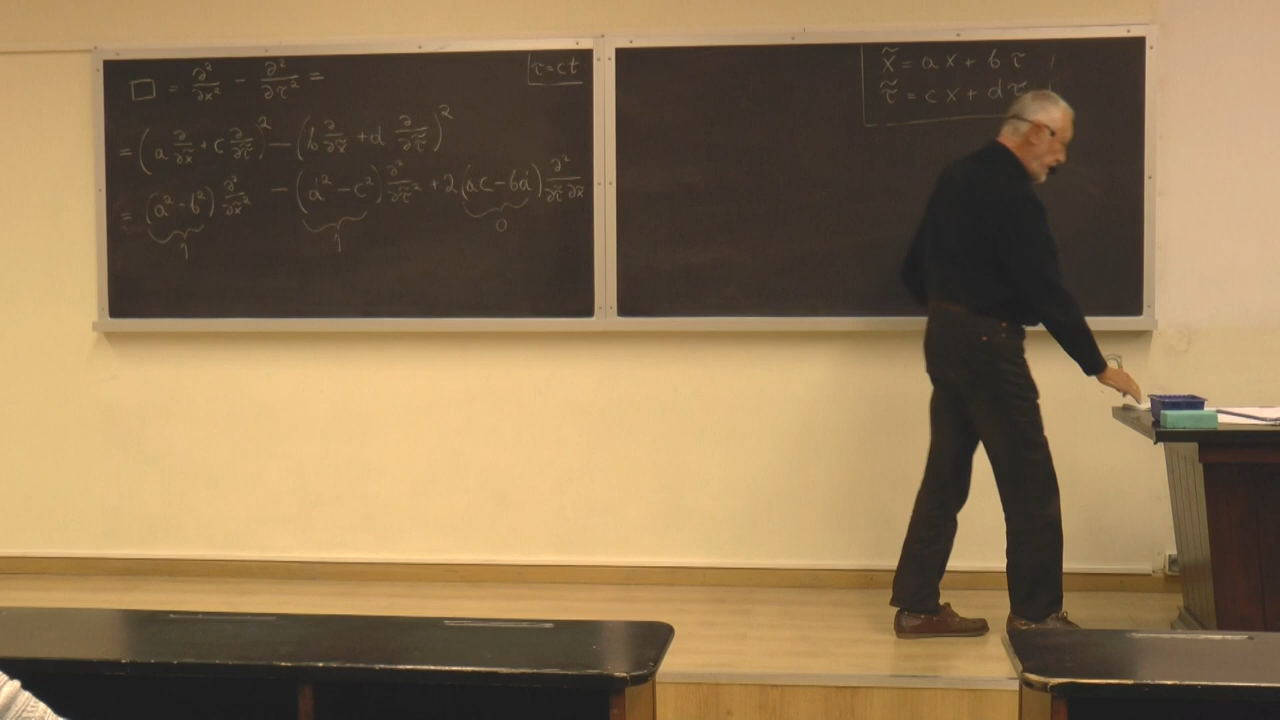 □ = ∂²/∂x² − ∂²/∂τ² =
τ=ct
= (a ∂/∂x̃ + c ∂/∂τ̃)² − (b ∂/∂x̃ + d ∂/∂τ̃)²
= (a²−b²) ∂²/∂x̃² − (d²−c²) ∂²/∂τ̃² + 2(ac−bd) ∂²/∂τ̃∂x̃
1 1 0
x̃ = ax + bτ
τ̃ = cx + dτ